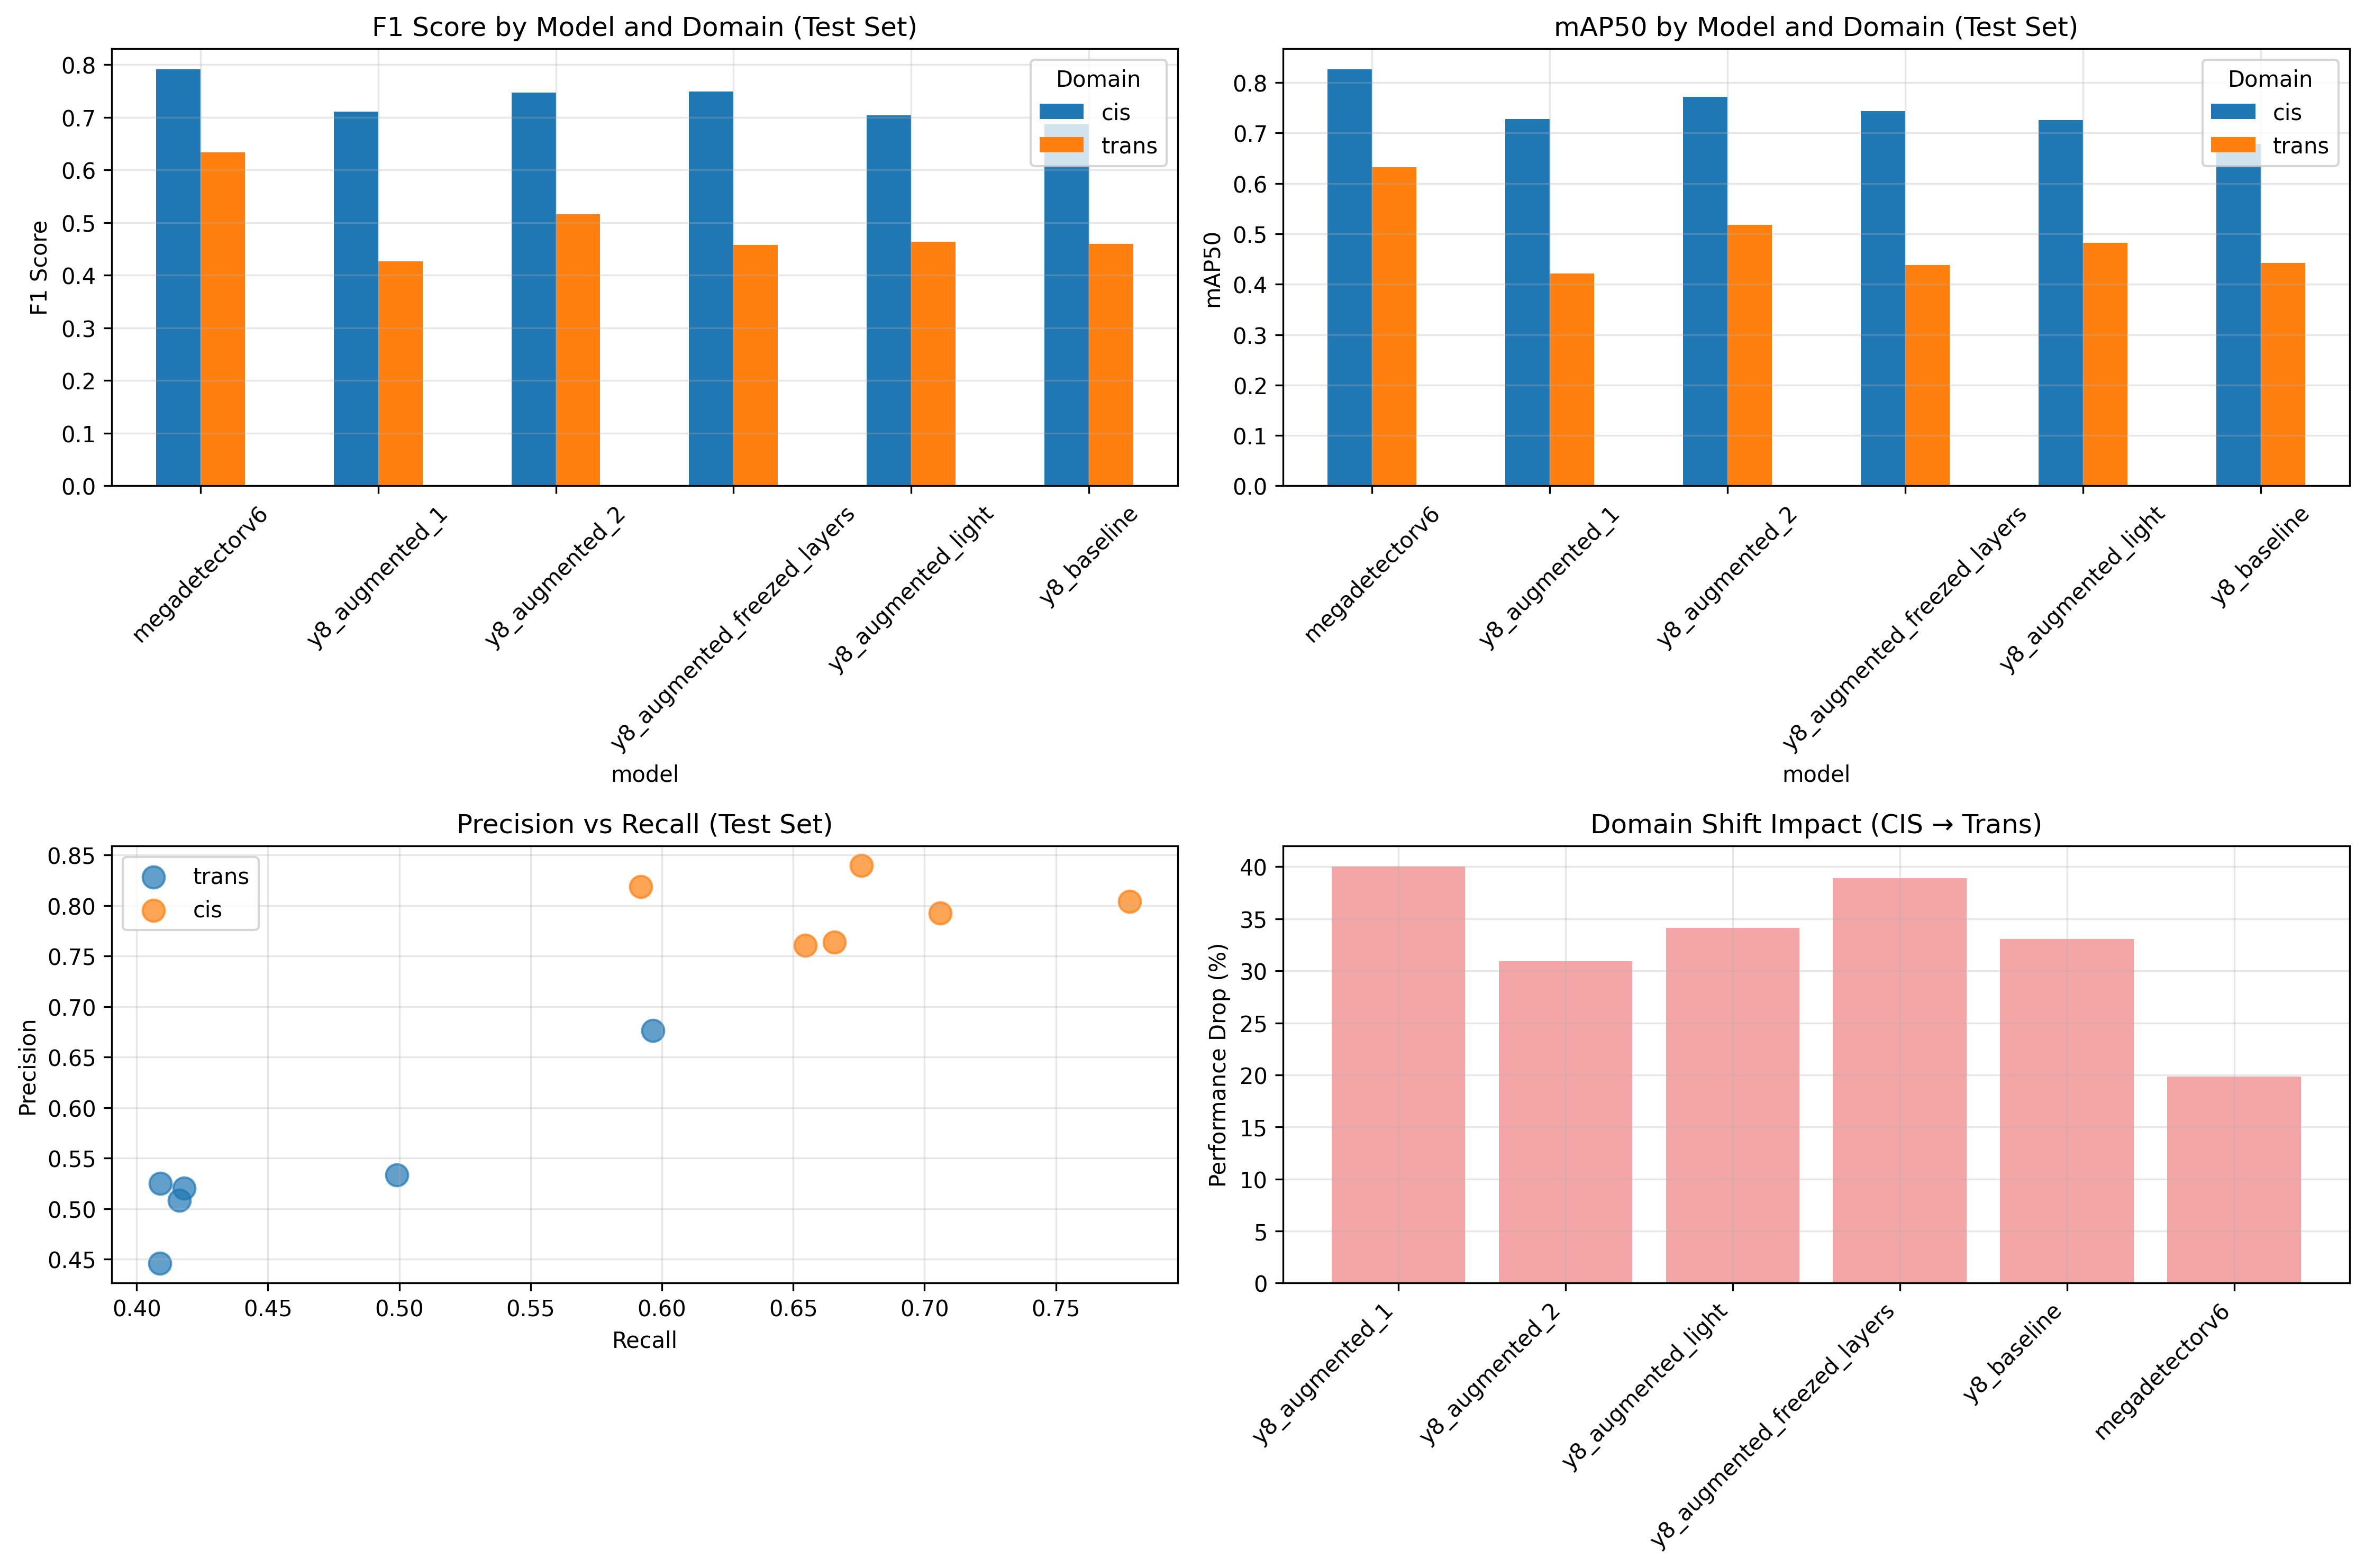 F1 Score by Model and Domain (Test Set)
F1 Score
0.8
0.7
0.6
0.5
0.4
0.3
0.2
0.1
0.0
Domain
cis
trans
megadetectorv6
y8_augmented_1
y8_augmented_2
y8_augmented_freezed_layers
y8_augmented_light
y8_baseline
model
mAP50 by Model and Domain (Test Set)
mAP50
0.8
0.7
0.6
0.5
0.4
0.3
0.2
0.1
0.0
Domain
cis
trans
megadetectorv6
y8_augmented_1
y8_augmented_2
y8_augmented_freezed_layers
y8_augmented_light
y8_baseline
model
Precision vs Recall (Test Set)
Precision
0.85
0.80
0.75
0.70
0.65
0.60
0.55
0.50
0.45
trans
cis
0.40 0.45 0.50 0.55 0.60 0.65 0.70 0.75
Recall
Domain Shift Impact (CIS → Trans)
Performance Drop (%)
40
35
30
25
20
15
10
5
0
y8_augmented_1
y8_augmented_2
y8_augmented_light
y8_augmented_freezed_layers
y8_baseline
megadetectorv6